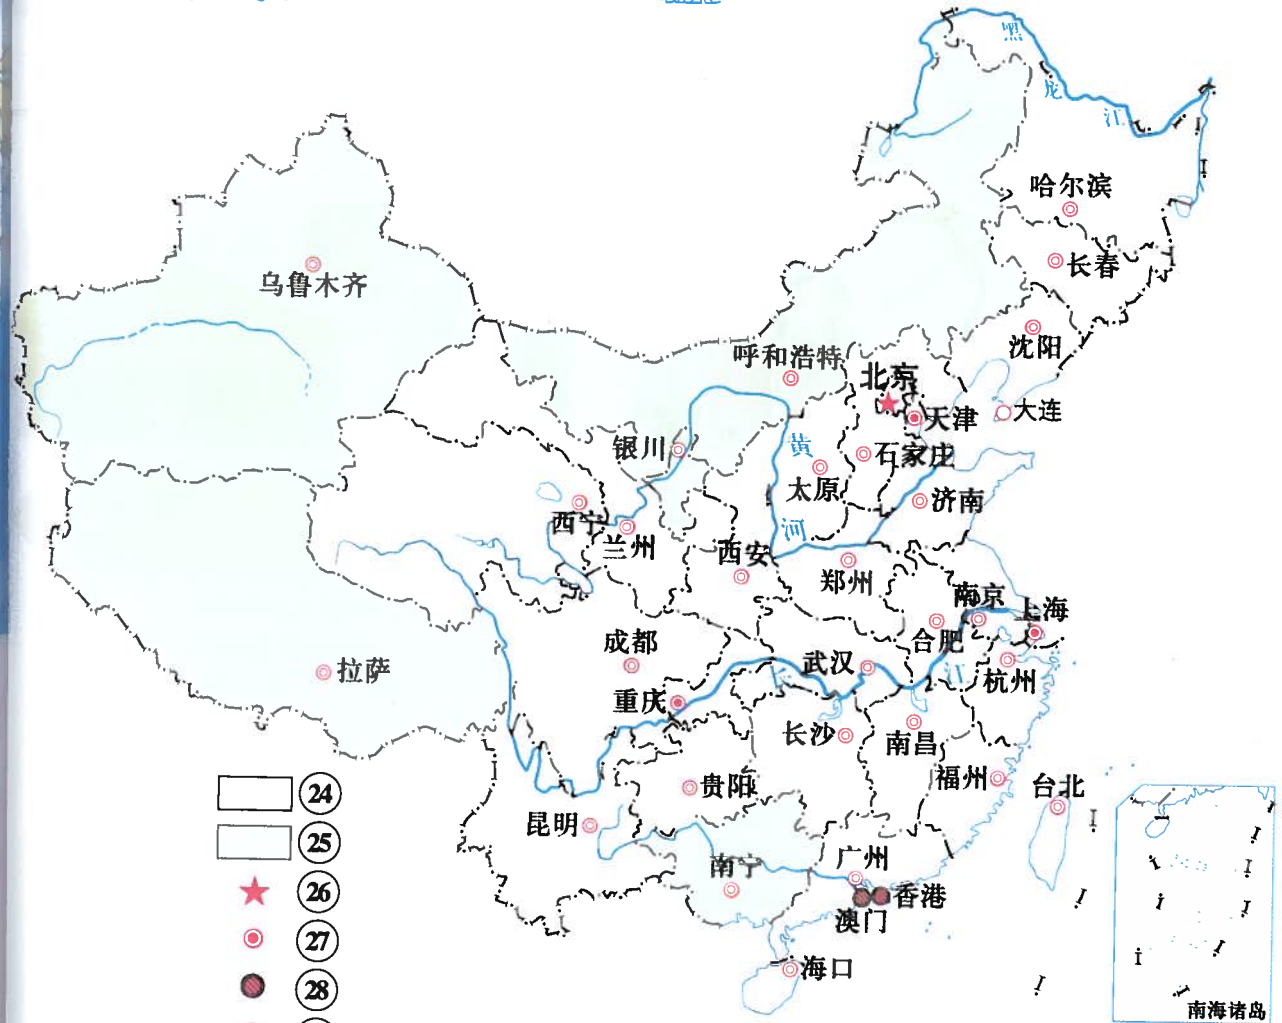 黑
龙
江
哈尔滨
长春
乌鲁木齐
沈阳
呼和浩特
北京
大连
天津
银川
黄
石家庄
太原
济南
西宁
河
兰州
西安
郑州
南京
上海
成都
合肥
武汉
拉萨
长
江
杭州
重庆
长沙
南昌
福州
台北
贵阳
昆明
广州
南宁
香港
澳门
海口
24
25
26
27
28
南海诸岛